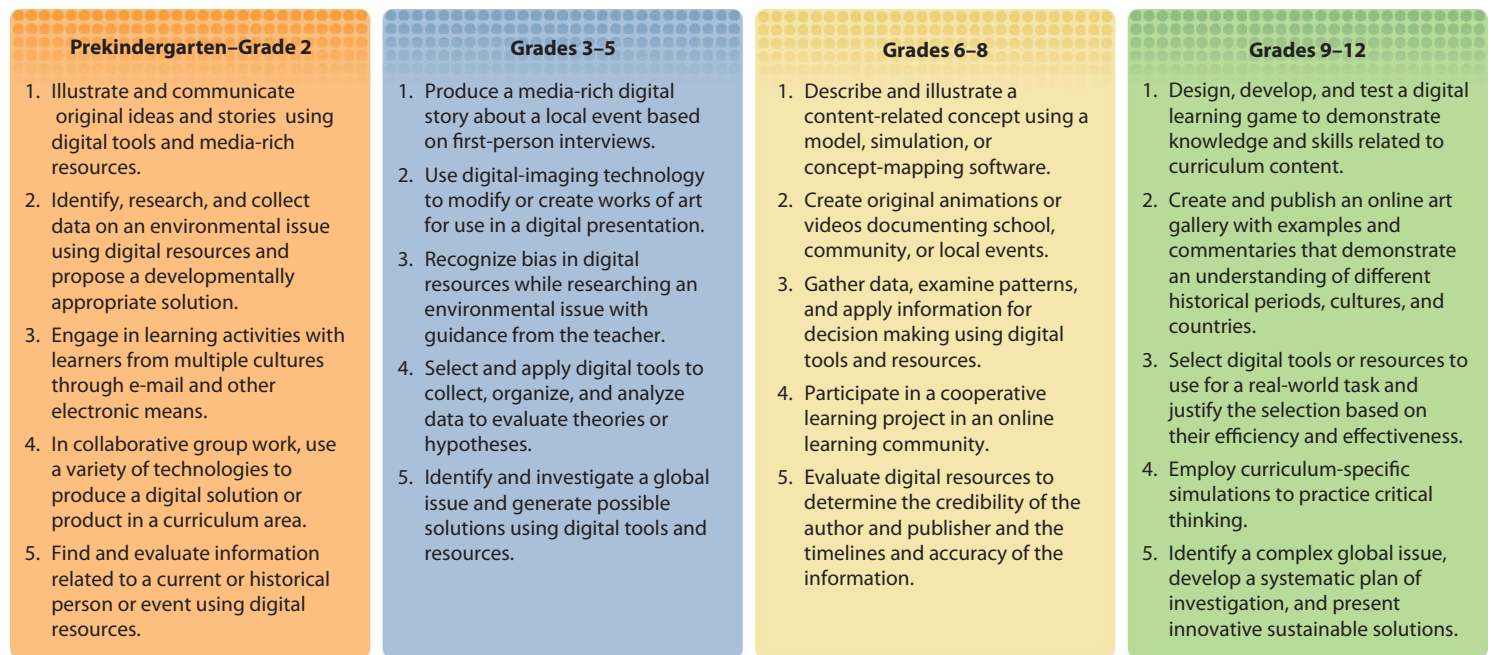 Prekindergarten–Grade 2
1. Illustrate and communicate
original ideas and stories using
digital tools and media-rich
resources.
2. Identify, research, and collect
data on an environmental issue
using digital resources and
propose a developmentally
appropriate solution.
3. Engage in learning activities with
learners from multiple cultures
through e-mail and other
electronic means.
4. In collaborative group work, use
a variety of technologies to
produce a digital solution or
product in a curriculum area.
5. Find and evaluate information
related to a current or historical
person or event using digital
resources.
Grades 3–5
1. Produce a media-rich digital
story about a local event based
on first-person interviews.
2. Use digital-imaging technology
to modify or create works of art
for use in a digital presentation.
3. Recognize bias in digital
resources while researching an
environmental issue with
guidance from the teacher.
4. Select and apply digital tools to
collect, organize, and analyze
data to evaluate theories or
hypotheses.
5. Identify and investigate a global
issue and generate possible
solutions using digital tools and
resources.
Grades 6–8
1. Describe and illustrate a
content-related concept using a
model, simulation, or
concept-mapping software.
2. Create original animations or
videos documenting school,
community, or local events.
3. Gather data, examine patterns,
and apply information for
decision making using digital
tools and resources.
4. Participate in a cooperative
learning project in an online
learning community.
5. Evaluate digital resources to
determine the credibility of the
author and publisher and the
timelines and accuracy of the
information.
Grades 9–12
1. Design, develop, and test a digital
learning game to demonstrate
knowledge and skills related to
curriculum content.
2. Create and publish an online art
gallery with examples and
commentaries that demonstrate
an understanding of different
historical periods, cultures, and
countries.
3. Select digital tools or resources to
use for a real-world task and
justify the selection based on
their efficiency and effectiveness.
4. Employ curriculum-specific
simulations to practice critical
thinking.
5. Identify a complex global issue,
develop a systematic plan of
investigation, and present
innovative sustainable solutions.